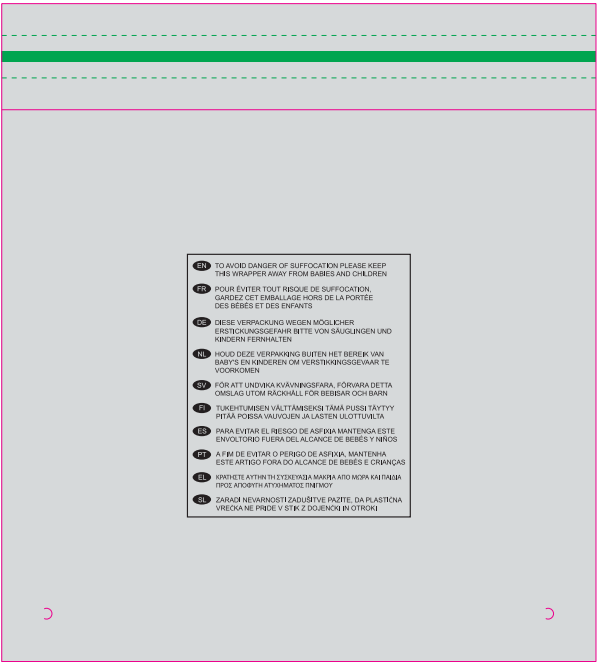 EN TO AVOID DANGER OF SUFFOCATION PLEASE KEEP
THIS WRAPPER AWAY FROM BABIES AND CHILDREN
FR POUR ÉVITER TOUT RISQUE DE SUFFOCATION,
GARDEZ CET EMBALLAGE HORS DE LA PORTÉE
DES BÉBÉS ET DES ENFANTS
DE DIESE VERPACKUNG WEGEN MÖGLICHER
ERSTICKUNGSGEFAHR BITTE VON SÄUGLINGEN UND
KINDERN FERNHALTEN
NL HOUD DEZE VERPAKKING BUITEN HET BEREIK VAN
BABY'S EN KINDEREN OM VERSTIKKINGSGEVAAR TE
VOORKOMEN
SV FÖR ATT UNDVIKA KVÄVNINGSFARA, FÖRVARA DETTA
OMSLAG UTOM RÄCKHÅLL FÖR BEBISAR OCH BARN
FI TUKEHTUMISEN VÄLTTÄMISEKSI TÄMÄ PUSSI TÄYTYY
PITÄÄ POISSA VAUVOJEN JA LASTEN ULOTTUVILTA
ES PARA EVITAR EL RIESGO DE ASFIXIA MANTENGA ESTE
ENVOLTORIO FUERA DEL ALCANCE DE BEBÉS Y NIÑOS
PT A FIM DE EVITAR O PERIGO DE ASFIXIA, MANTENHA
ESTE ARTIGO FORA DO ALCANCE DE BEBÉS E CRIANÇAS
EL ΚΡΑΤΗΣΤΕ ΑΥΤΗΝ ΤΗ ΣΥΣΚΕΥΑΣΙΑ ΜΑΚΡΙΑ ΑΠΟ ΜΩΡΑ ΚΑΙ ΠΑΙΔΙΑ
ΠΡΟΣ ΑΠΟΦΥΓΗ ΑΤΥΧΗΜΑΤΟΣ ΠΝΙΓΜΟΥ
SL ZARADI NEVARNOSTI ZADUŠITVE PAZITE, DA PLASTIČNA
VREČKA NE PRIDE V STIK Z DOJENČKI IN OTROKI